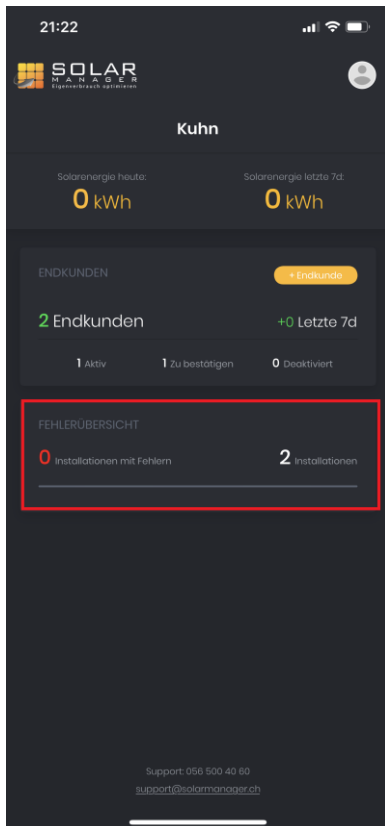 21:22
SOLAR
MANAGER
Eigenverbrauch optimieren
Kuhn
Solarenergie heute: Solarenergie letzte 7d:
0 kWh 0 kWh
ENDKUNDEN + Endkunde
2 Endkunden +0 Letzte 7d
1 Aktiv 1 Zu bestätigen 0 Deaktiviert
FEHLERÜBERSICHT
0 Installationen mit Fehlern 2 Installationen
Support: 056 500 40 60
support@solarmanager.ch